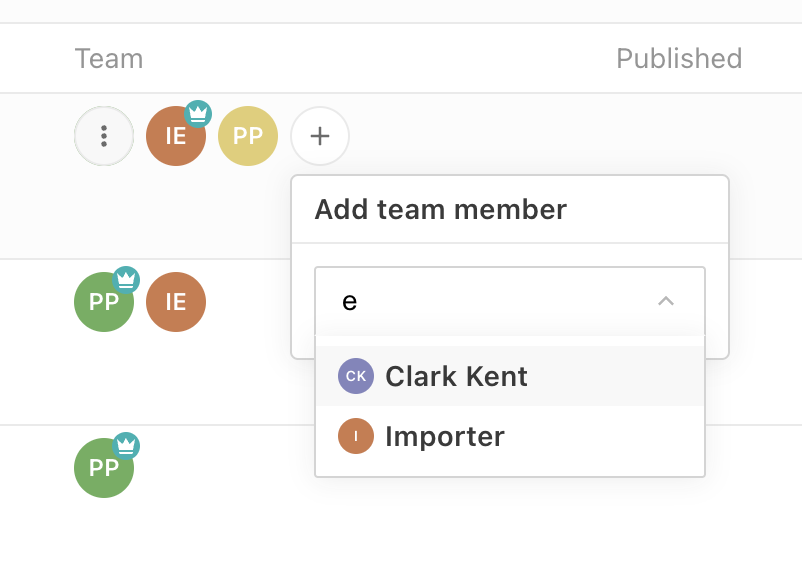 Team Published
IE PP
Add team member
PP IE
e
CK Clark Kent
I Importer
PP